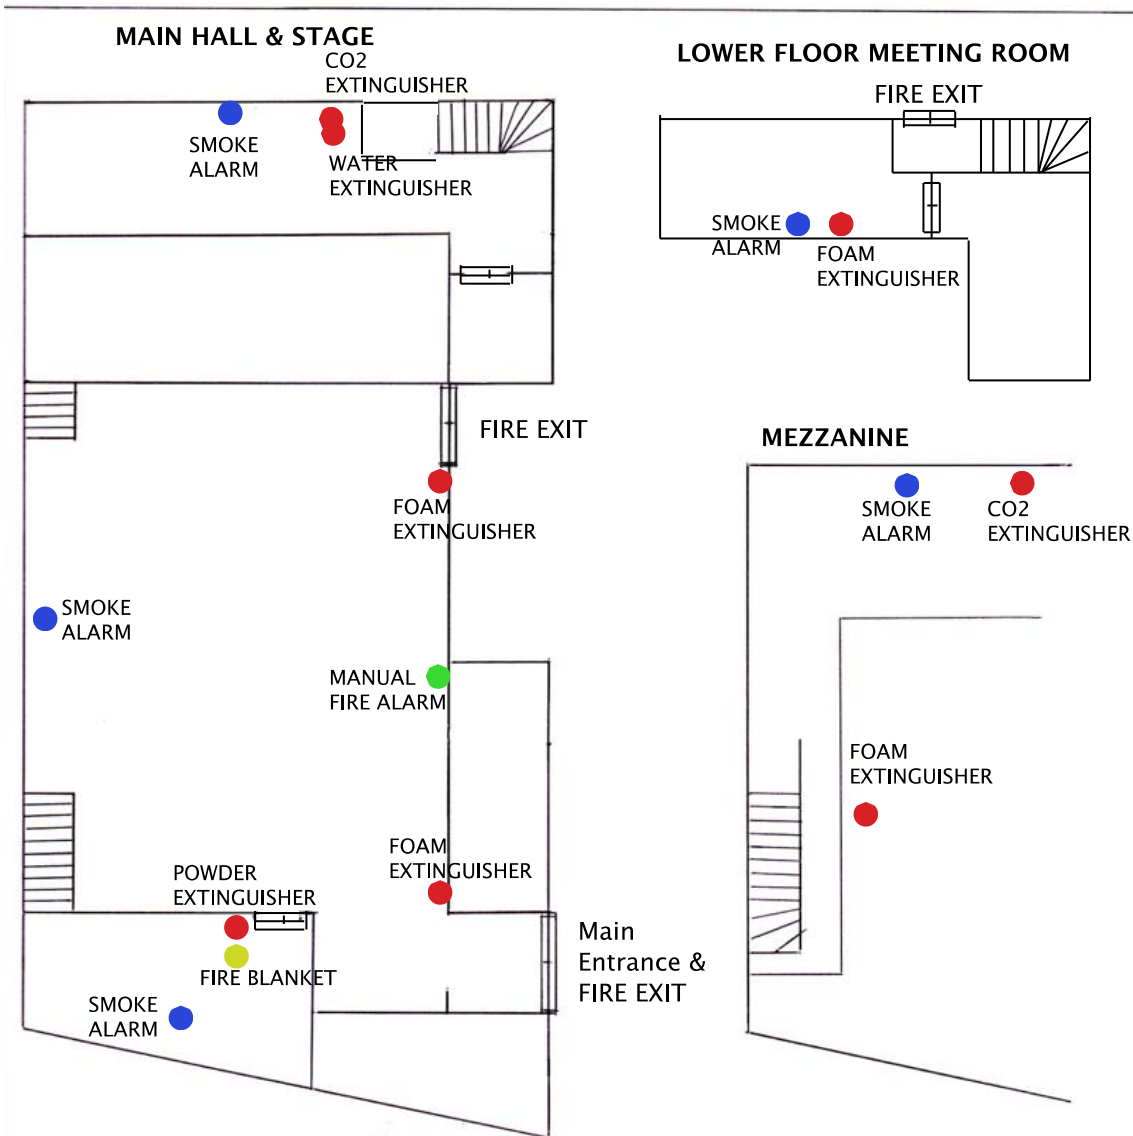 MAIN HALL & STAGE
CO2
EXTINGUISHER
SMOKE
ALARM
WATER
EXTINGUISHER
FIRE EXIT
FOAM
EXTINGUISHER
SMOKE
ALARM
MANUAL
FIRE ALARM
FOAM
EXTINGUISHER
POWDER
EXTINGUISHER
FIRE BLANKET
SMOKE
ALARM
Main
Entrance &
FIRE EXIT
LOWER FLOOR MEETING ROOM
FIRE EXIT
SMOKE
ALARM
FOAM
EXTINGUISHER
MEZZANINE
SMOKE
ALARM
CO2
EXTINGUISHER
FOAM
EXTINGUISHER